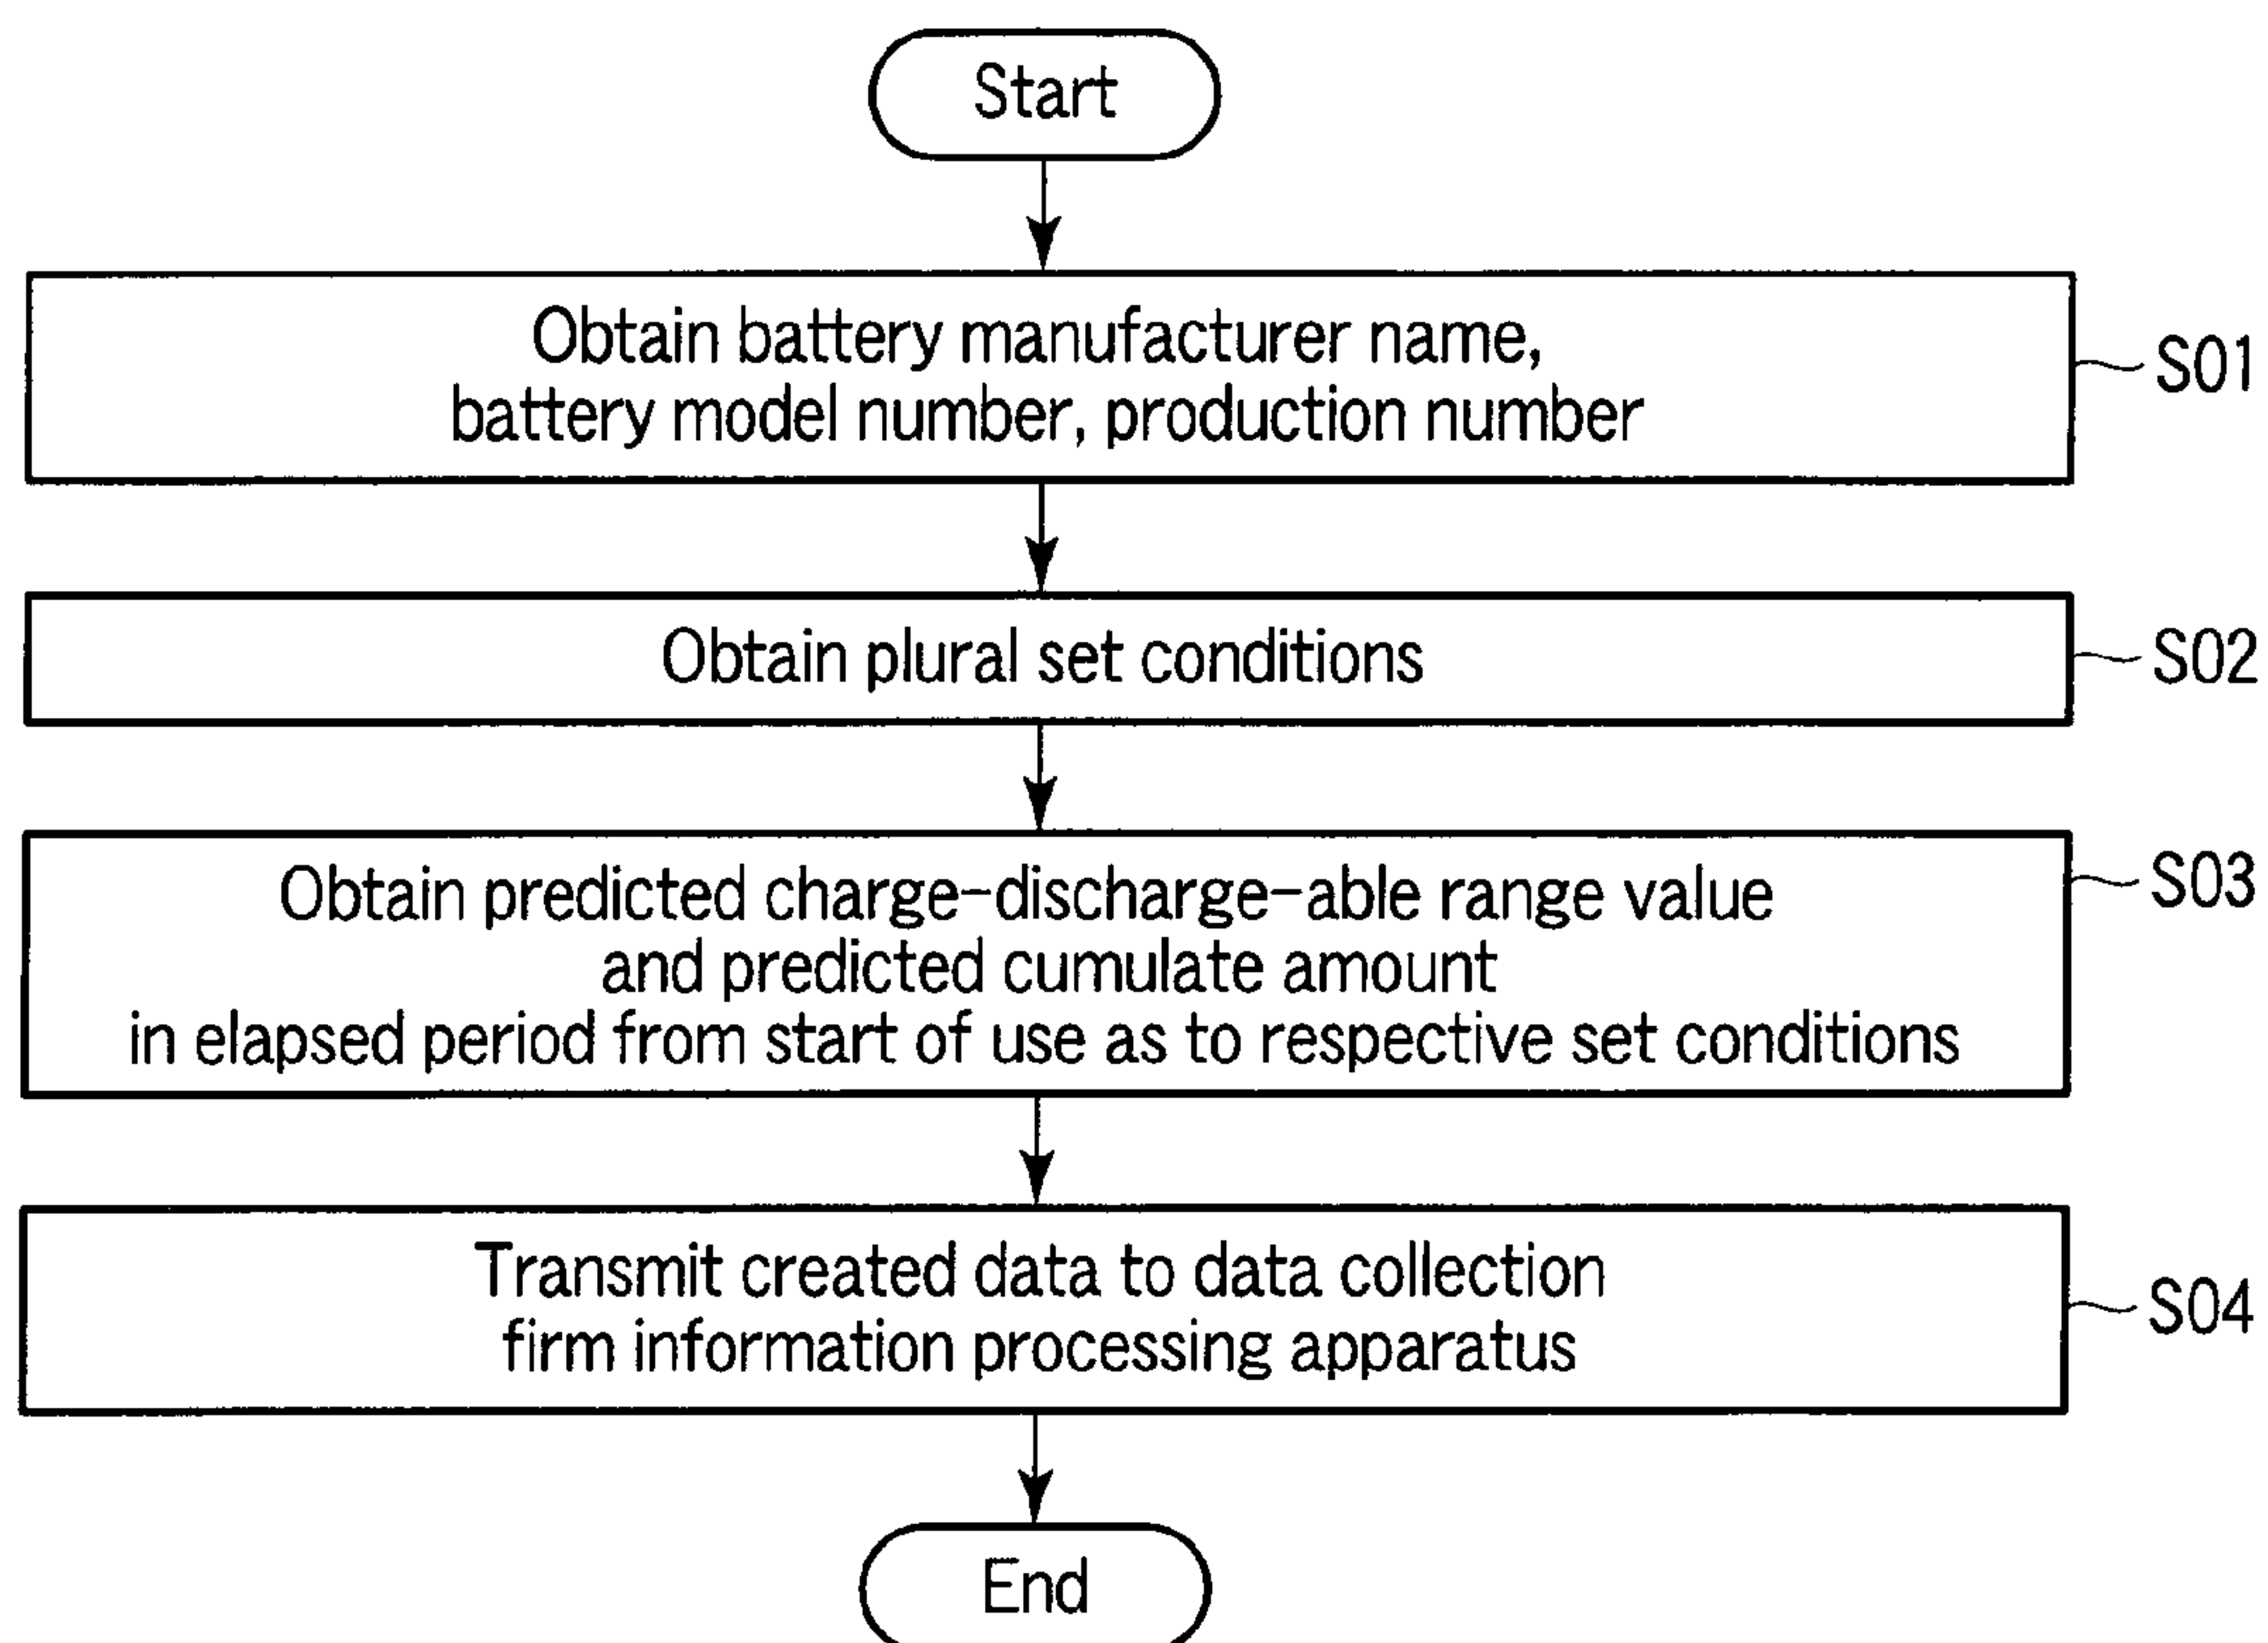 Start
Obtain battery manufacturer name,
battery model number, production number
S01
Obtain plural set conditions
S02
Obtain predicted charge-discharge-able range value
and predicted cumulate amount
in elapsed period from start of use as to respective set conditions
S03
Transmit created data to data collection
firm information processing apparatus
S04
End